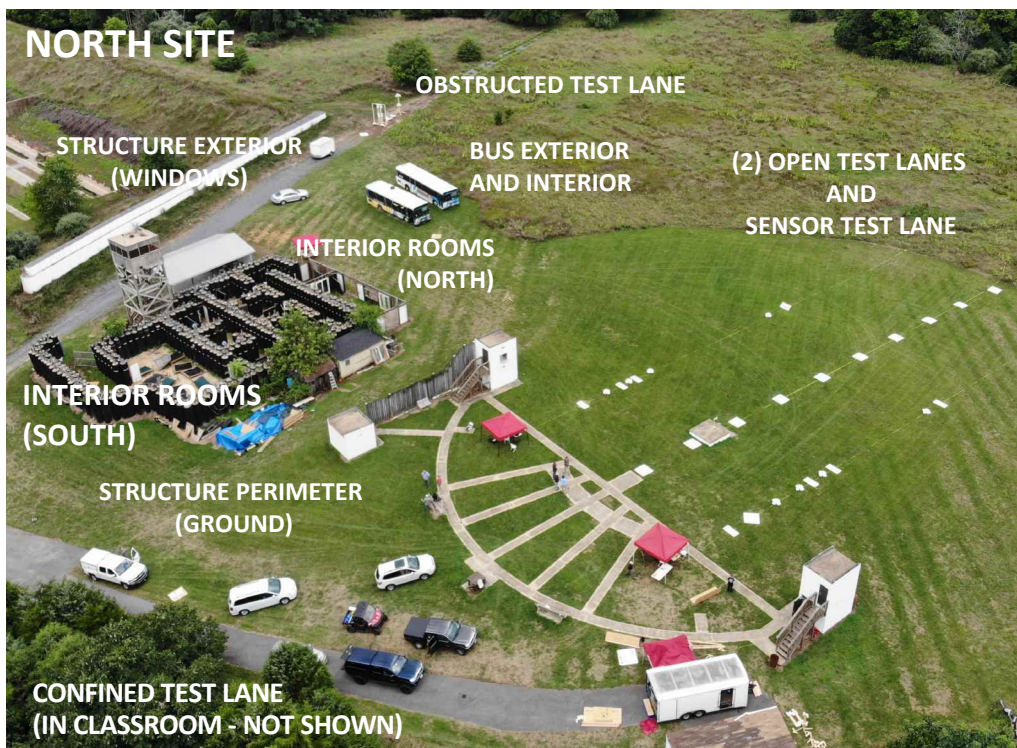 NORTH SITE
OBSTRUCTED TEST LANE
STRUCTURE EXTERIOR
(WINDOWS)
BUS EXTERIOR
AND INTERIOR
(2) OPEN TEST LANES
AND
SENSOR TEST LANE
INTERIOR ROOMS
(NORTH)
INTERIOR ROOMS
(SOUTH)
STRUCTURE PERIMETER
(GROUND)
CONFINED TEST LANE
(IN CLASSROOM - NOT SHOWN)